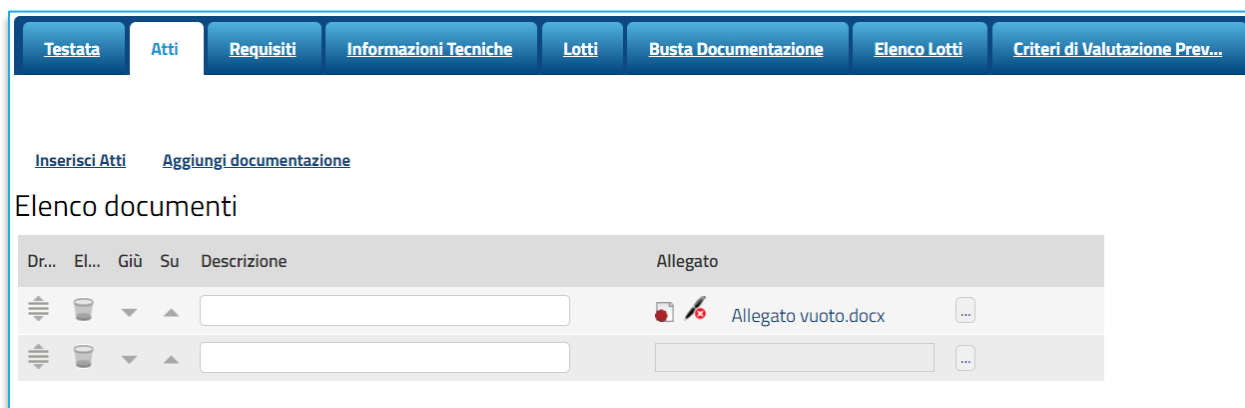 Testata Atti Requisiti Informazioni Tecniche Lotti Busta Documentazione Elenco Lotti Criteri di Valutazione Prev...
Inserisci Atti Aggiungi documentazione
Elenco documenti
Dr... El... Giù Su Descrizione Allegato
Allegato vuoto.docx ...
...